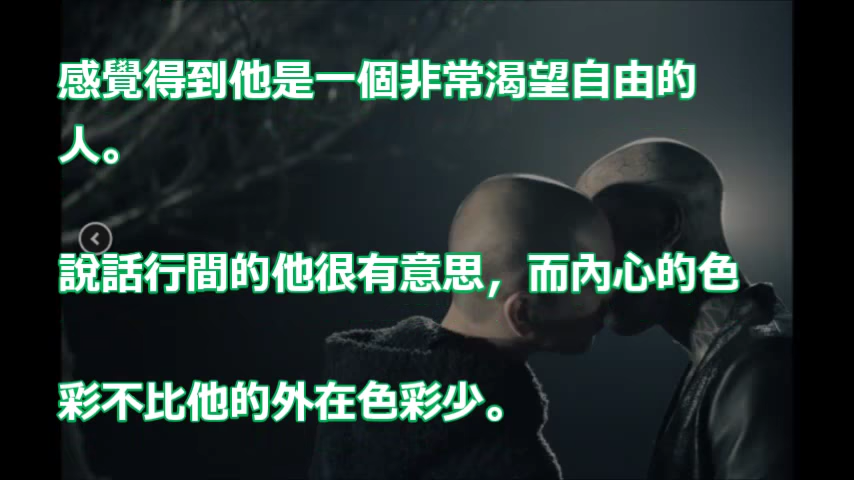 感覺得到他是一個非常渴望自由的
人。
說話行間的他很有意思，而內心的色
彩不比他的外在色彩少。